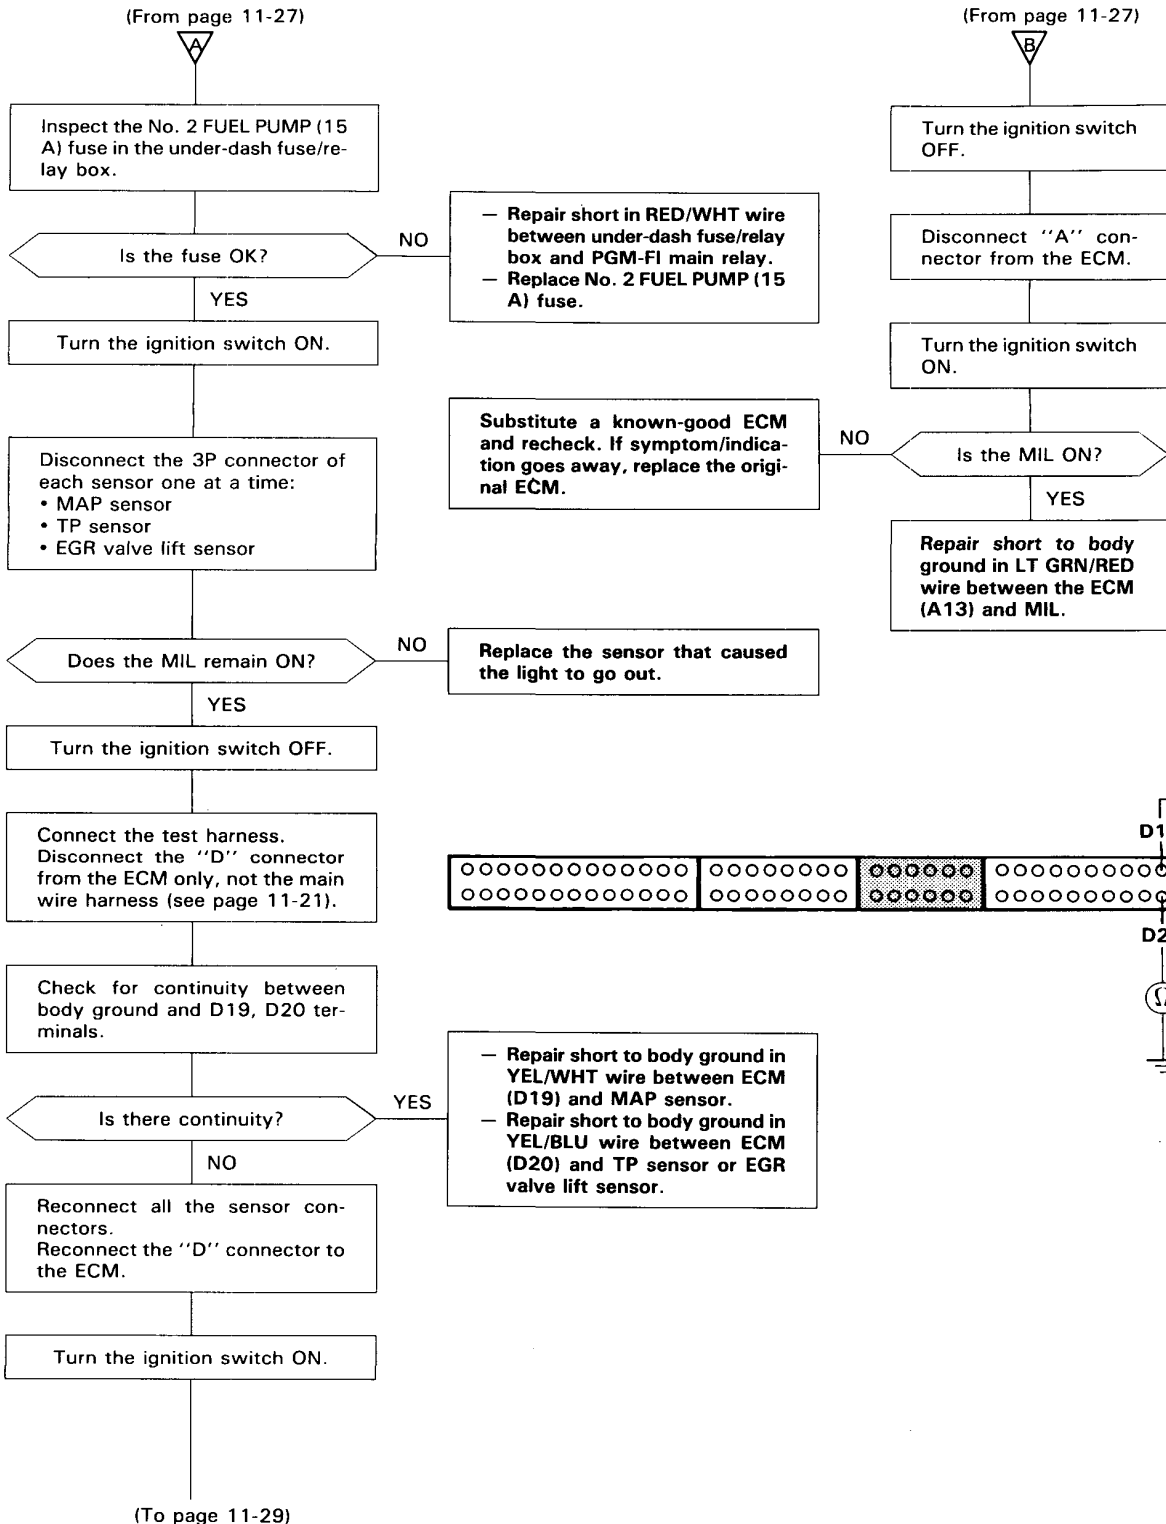 (From page 11-27)
A
Inspect the No. 2 FUEL PUMP (15
A) fuse in the under-dash fuse/re-
lay box.
Is the fuse OK?
NO
— Repair short in RED/WHT wire
between under-dash fuse/relay
box and PGM-FI main relay.
— Replace No. 2 FUEL PUMP (15
A) fuse.
YES
Turn the ignition switch ON.
Disconnect the 3P connector of
each sensor one at a time:
• MAP sensor
• TP sensor
• EGR valve lift sensor
Does the MIL remain ON?
NO
Replace the sensor that caused
the light to go out.
YES
Turn the ignition switch OFF.
Connect the test harness.
Disconnect the ''D'' connector
from the ECM only, not the main
wire harness (see page 11-21).
Check for continuity between
body ground and D19, D20 ter-
minals.
Is there continuity?
YES
— Repair short to body ground in
YEL/WHT wire between ECM
(D19) and MAP sensor.
— Repair short to body ground in
YEL/BLU wire between ECM
(D20) and TP sensor or EGR
valve lift sensor.
NO
Reconnect all the sensor con-
nectors.
Reconnect the ''D'' connector to
the ECM.
Turn the ignition switch ON.
(To page 11-29)
(From page 11-27)
B
Turn the ignition switch
OFF.
Disconnect ''A'' con-
nector from the ECM.
Turn the ignition switch
ON.
Is the MIL ON?
NO
Substitute a known-good ECM
and recheck. If symptom/indica-
tion goes away, replace the origi-
nal ECM.
YES
Repair short to body
ground in LT GRN/RED
wire between the ECM
(A13) and MIL.
D1
D2
Ω